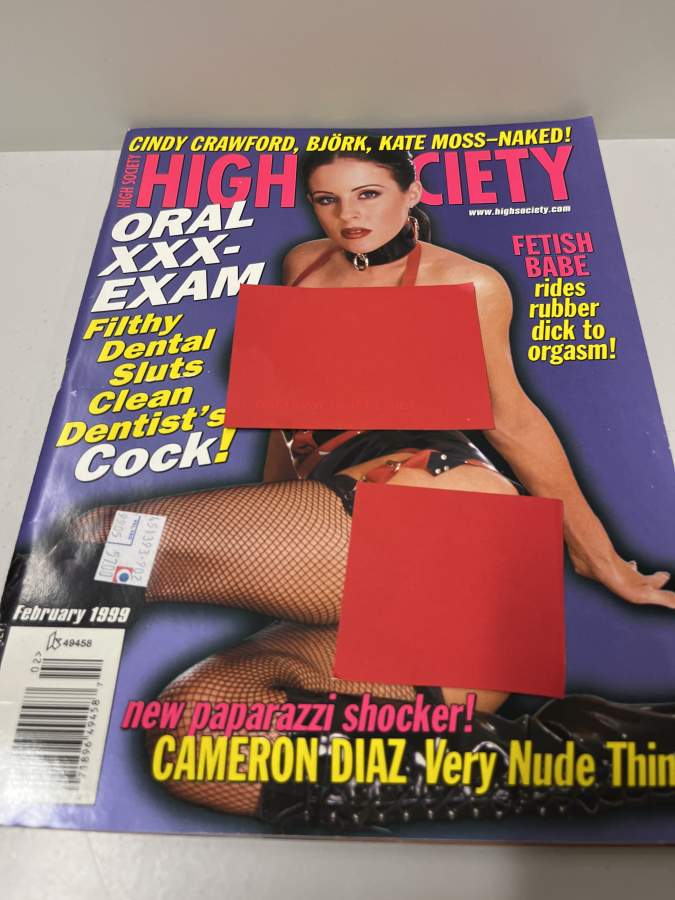 CINDY CRAWFORD, BJÖRK, KATE MOSS–NAKED!
HIGH SOCIETY
HIGH CIETY
www.highsociety.com
ORAL
XXX-
EXAM
Filthy
Dental
Sluts
Clean
Dentist's
Cock!
FETISH
BABE
rides
rubber
dick to
orgasm!
February 1999
49458
02>
new paparazzi shocker!
CAMERON DIAZ Very Nude Thin